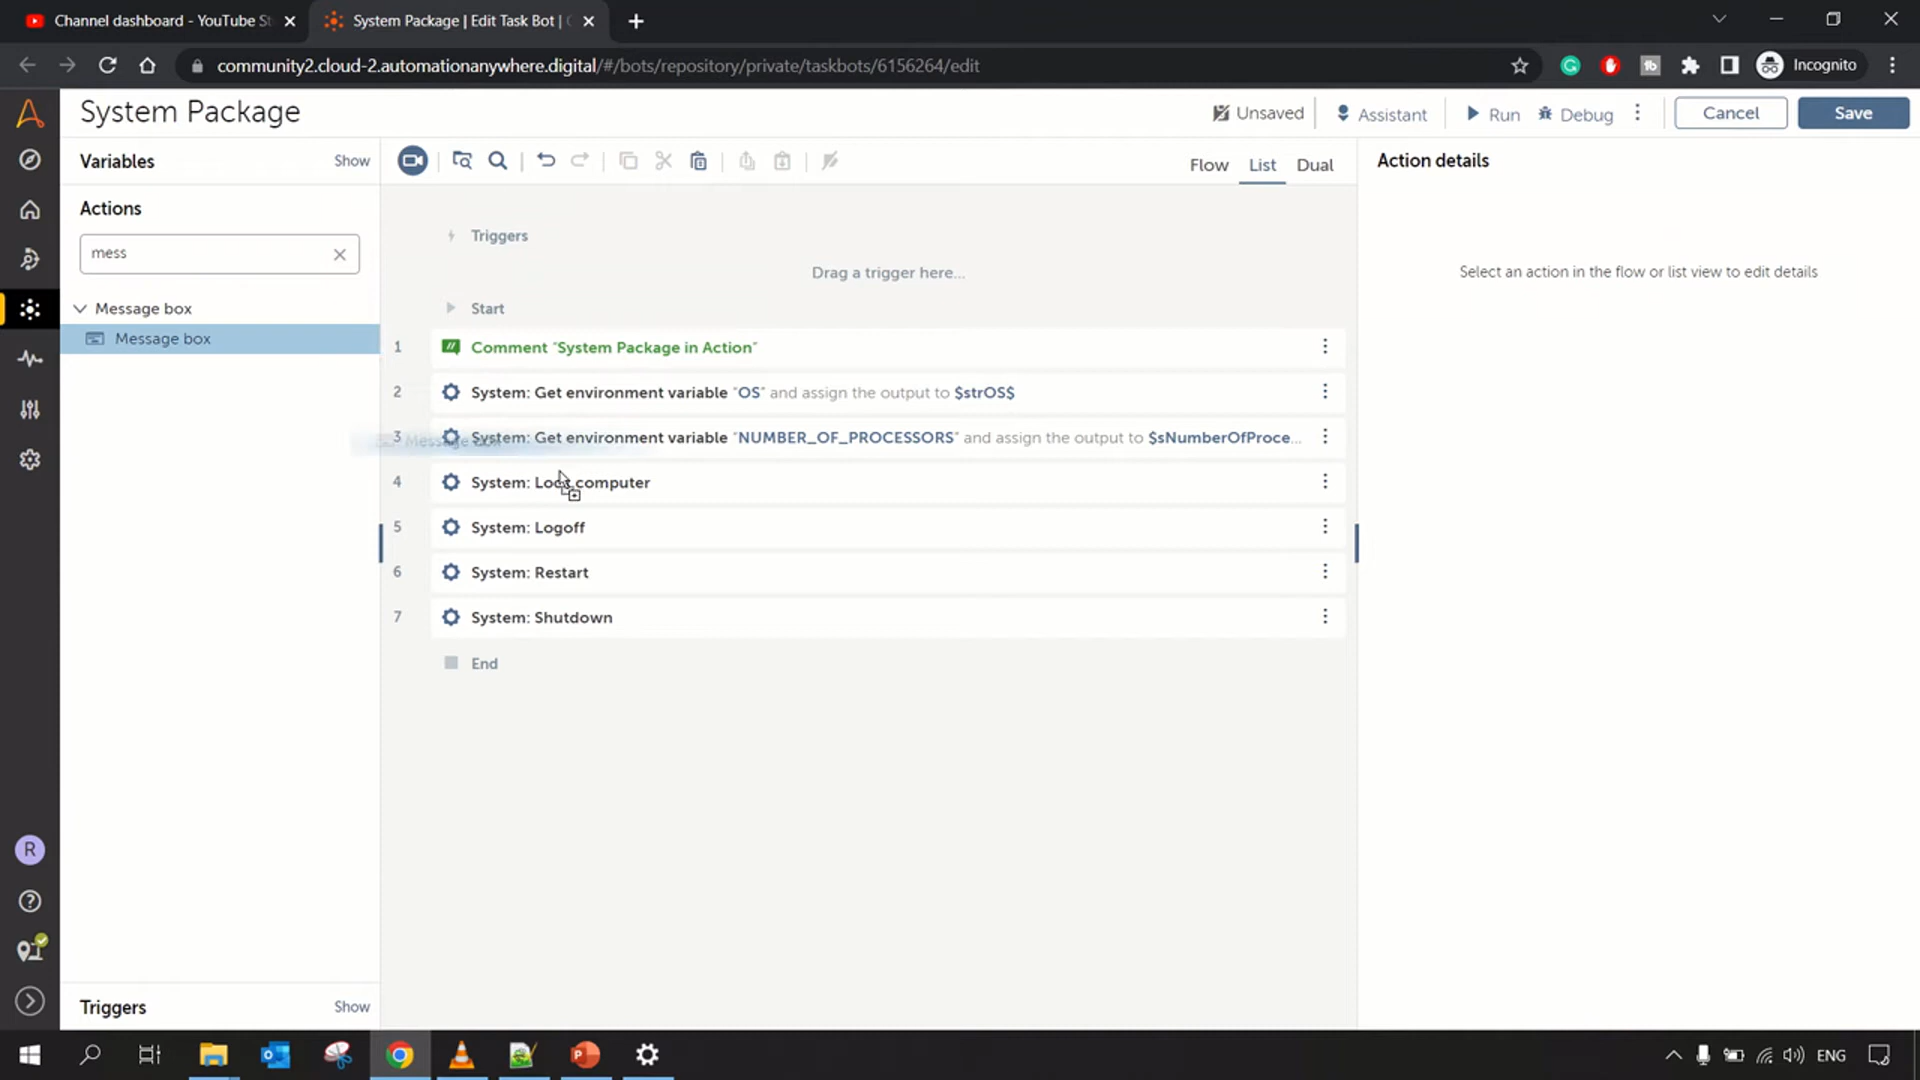 Channel dashboard - YouTube St
System Package | Edit Task Bot |
community2.cloud-2.automationanywhere.digital/#/bots/repository/private/taskbots/6156264/edit
Incognito
System Package
Unsaved
Assistant
Run
Debug
Cancel
Save
Variables
Show
Flow
List
Dual
Action details
Actions
mess
Message box
Message box
Triggers
Drag a trigger here...
Select an action in the flow or list view to edit details
Start
1 Comment "System Package in Action"
2 System: Get environment variable "OS" and assign the output to $strOS$
3 System: Get environment variable "NUMBER_OF_PROCESSORS" and assign the output to $sNumberOfProce...
4 System: Lock computer
5 System: Logoff
6 System: Restart
7 System: Shutdown
End
R
Triggers
Show
ENG